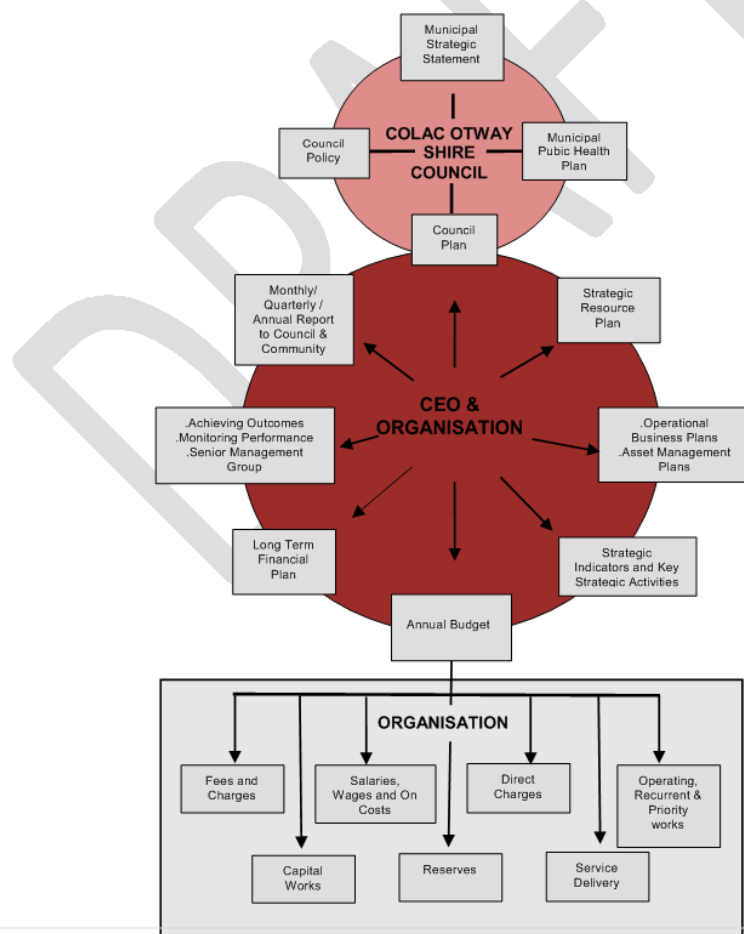 DRAFT
Municipal
Strategic
Statement
Council
Policy
COLAC OTWAY
SHIRE
COUNCIL
Municipal
Pubic Health
Plan
Council
Plan
Monthly/
Quarterly /
Annual Report
to Council &
Community
Strategic
Resource
Plan
CEO &
ORGANISATION
.Achieving Outcomes
.Monitoring Performance
.Senior Management
Group
.Operational
Business Plans
.Asset Management
Plans
Long Term
Financial
Plan
Strategic
Indicators and Key
Strategic Activities
Annual Budget
ORGANISATION
Fees and
Charges
Salaries,
Wages and On
Costs
Direct
Charges
Operating,
Recurrent &
Priority
works
Capital
Works
Reserves
Service
Delivery